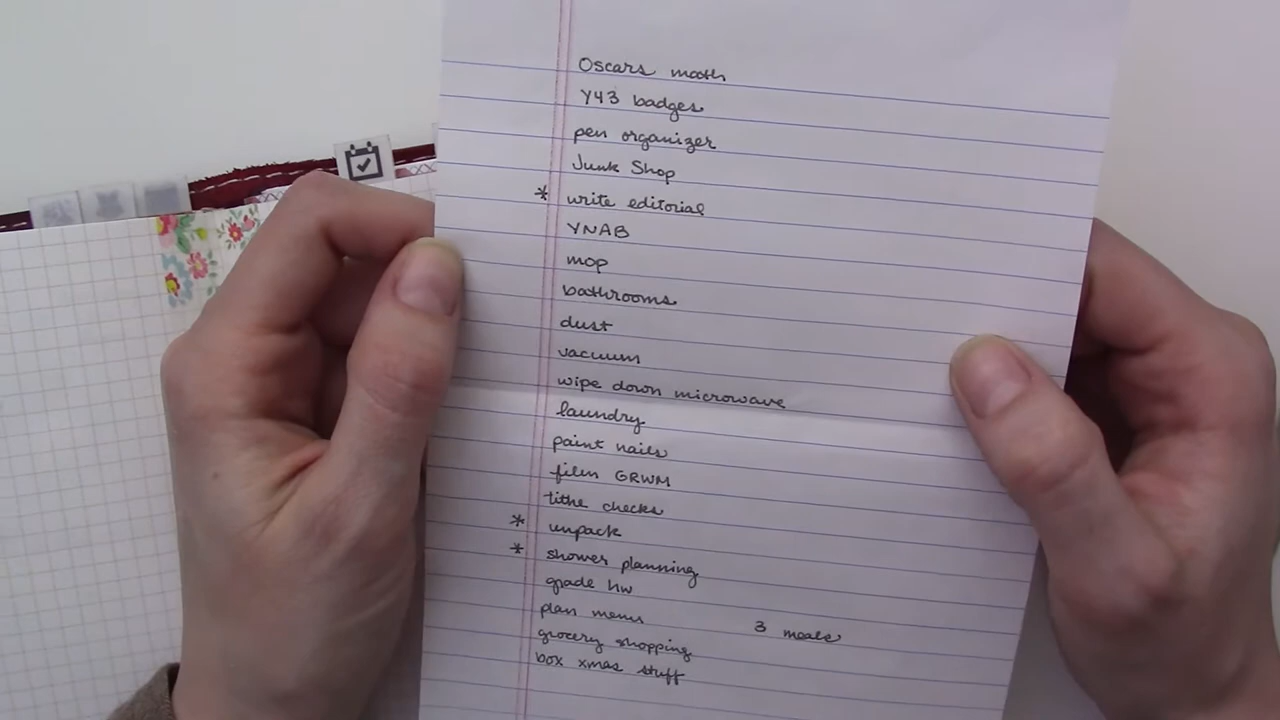 Oscars math
Y43 badges
pen organizer
Junk Shop
* write editorial
YNAB
mop
bathrooms
dust
vacuum
wipe down microwave
laundry
paint nails
film GRWM
tithe checks
* unpack
* shower planning
grade hw
plan menus 3 meals
grocery shopping
box xmas stuff